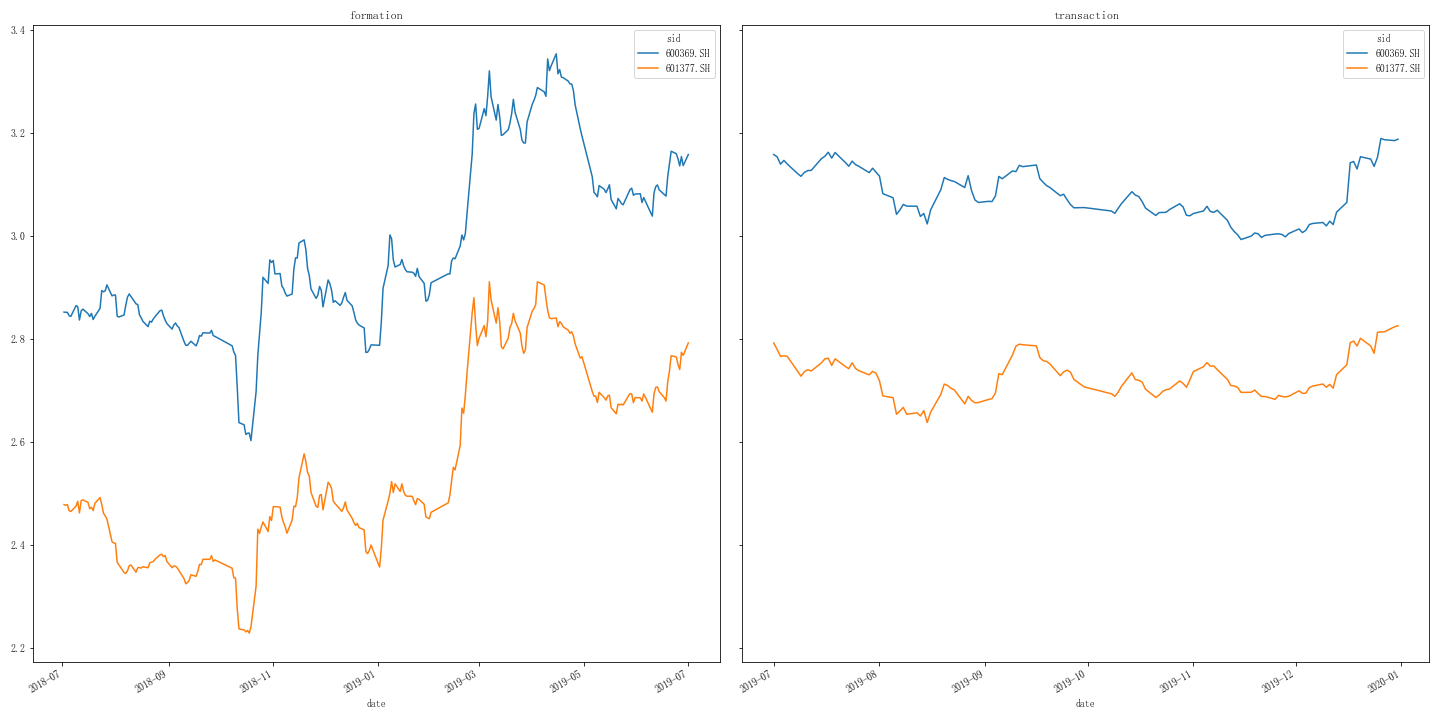 formation
sid
600369.SH
601377.SH
3.4
3.2
3.0
2.8
2.6
2.4
2.2
2018-07
2018-09
2018-11
2019-01
2019-03
2019-05
2019-07
date
transaction
sid
600369.SH
601377.SH
2019-07
2019-08
2019-09
2019-10
2019-11
2019-12
2020-01
date